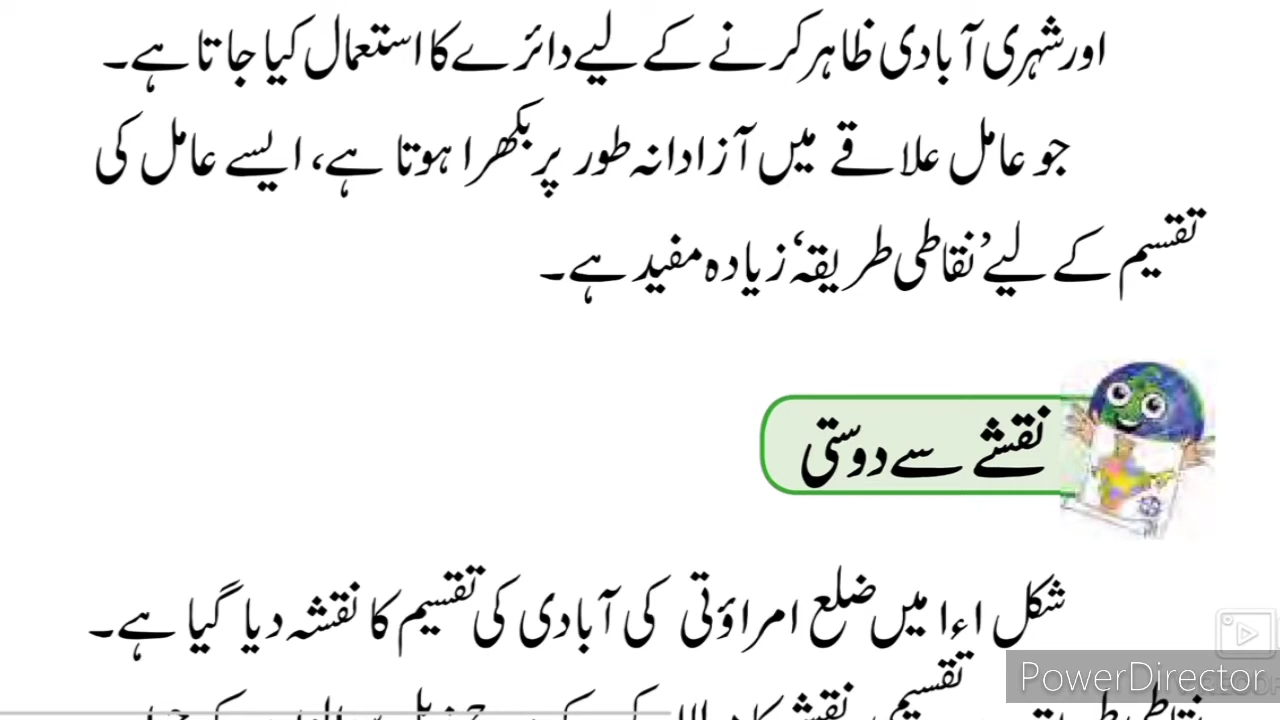 اور شہری آبادی ظاہر کرنے کے لیے دائرے کا استعمال کیا جاتا ہے۔
جو عامل علاقے میں آزادانہ طور پر بکھرا ہوتا ہے، ایسے عامل کی
تقسیم کے لیے ’نقاطی طریقہ‘ زیادہ مفید ہے۔
نقشے سے دوستی
شکل ۱ء۱ میں ضلع امراؤتی کی آبادی کی تقسیم کا نقشہ دیا گیا ہے۔
PowerDirector